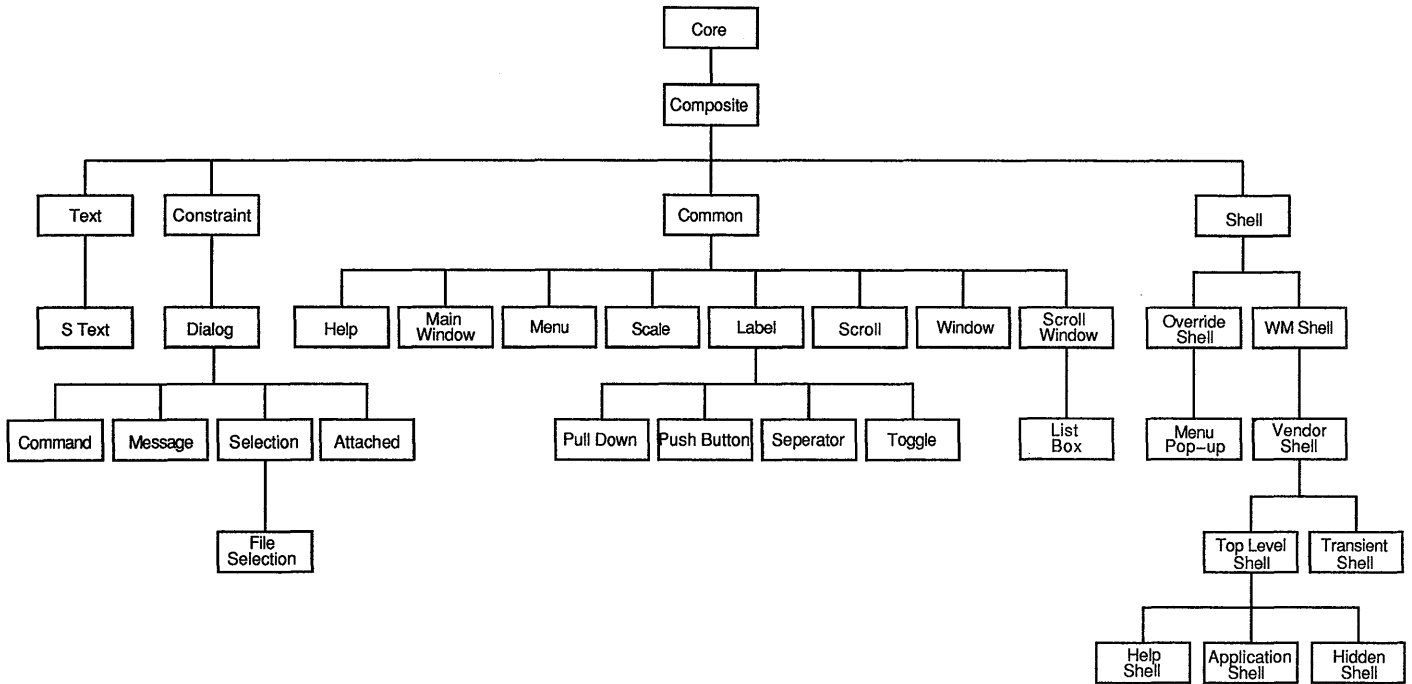 Core
Composite
Text
Constraint
Common
Shell
S Text
Dialog
Help
Main
Window
Menu
Scale
Label
Scroll
Window
Scroll
Window
Override
Shell
WM Shell
Command
Message
Selection
Attached
Pull Down
Push Button
Seperator
Toggle
List
Box
Menu
Pop-up
Vendor
Shell
File
Selection
Top Level
Shell
Transient
Shell
Help
Shell
Application
Shell
Hidden
Shell